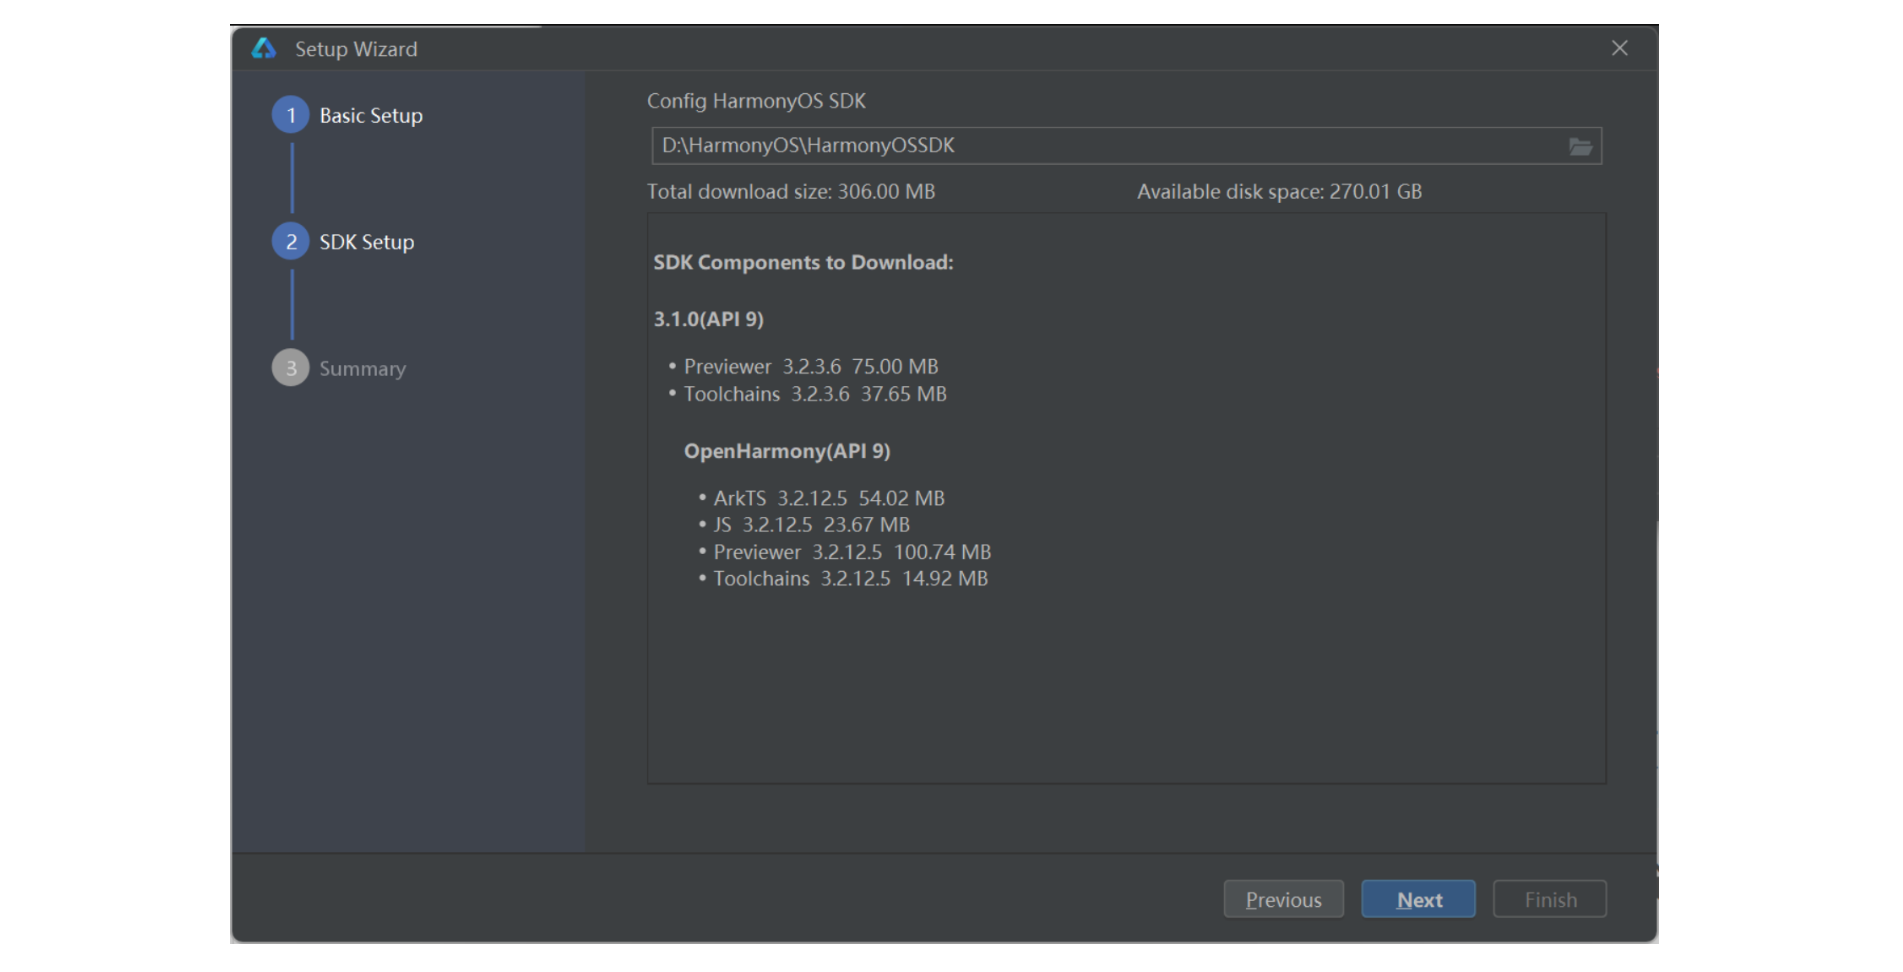 Setup Wizard
1 Basic Setup
2 SDK Setup
3 Summary
Config HarmonyOS SDK
D:\HarmonyOS\HarmonyOSSDK
Total download size: 306.00 MB Available disk space: 270.01 GB
SDK Components to Download:
3.1.0(API 9)
• Previewer 3.2.3.6 75.00 MB
• Toolchains 3.2.3.6 37.65 MB
OpenHarmony(API 9)
• ArkTS 3.2.12.5 54.02 MB
• JS 3.2.12.5 23.67 MB
• Previewer 3.2.12.5 100.74 MB
• Toolchains 3.2.12.5 14.92 MB
Previous Next Finish